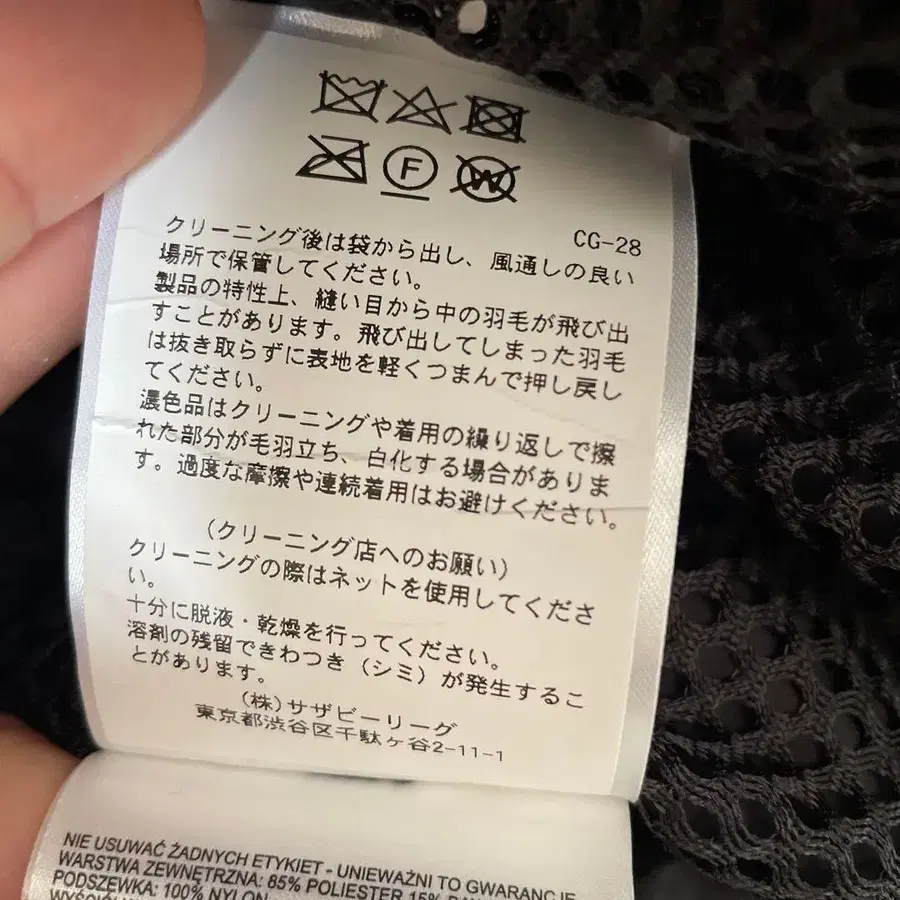 F W
CG-28
クリーニング後は袋から出し、風通しの良い
場所で保管してください。
製品の特性上、縫い目から中の羽毛が飛び出
すことがあります。飛び出してしまった羽毛
は抜き取らずに表地を軽くつまんで押し戻し
てください。
濃色品はクリーニングや着用の繰り返しで擦
れた部分が毛羽立ち、白化する場合がありま
す。過度な摩擦や連続着用はお避けください。
(クリーニング店へのお願い)
クリーニングの際はネットを使用してくださ
い。
十分に脱液・乾燥を行ってください。
溶剤の残留できわつき(シミ)が発生するこ
とがあります。
(株)サザビーリーグ
東京都渋谷区千駄ヶ谷2-11-1
NIE USUWAĆ ŻADNYCH ETYKIET - UNIEWAŻNI TO GWARANCJE
WARSTWA ZEWNĘTRZNA: 85% POLIESTER 15%
PODSZEWKA: 100% NYLON